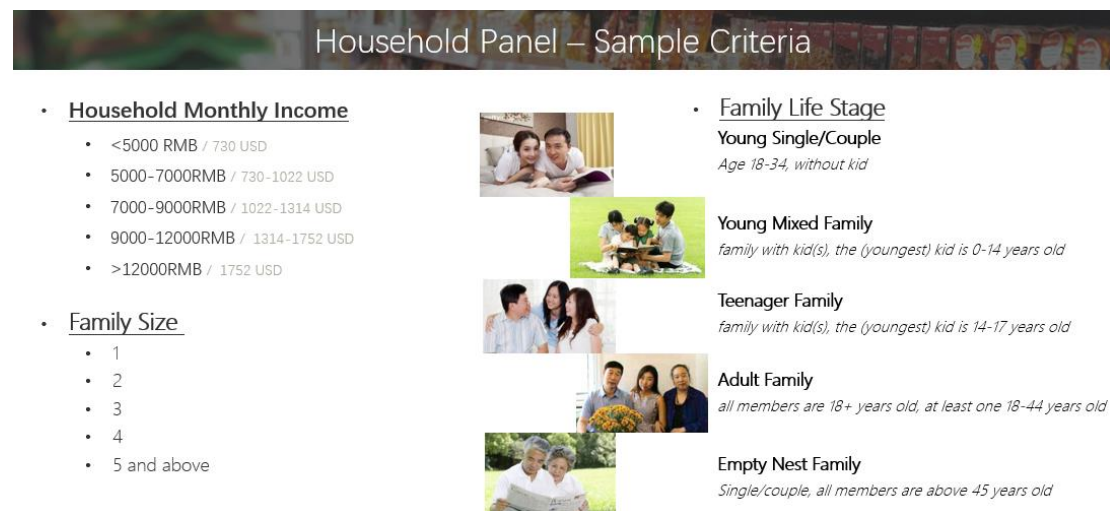 Household Panel – Sample Criteria
• Household Monthly Income
• <5000 RMB / 730 USD
• 5000-7000RMB / 730-1022 USD
• 7000-9000RMB / 1022-1314 USD
• 9000-12000RMB / 1314-1752 USD
• >12000RMB / 1752 USD
• Family Size
• 1
• 2
• 3
• 4
• 5 and above
• Family Life Stage
Young Single/Couple
Age 18-34, without kid
Young Mixed Family
family with kid(s), the (youngest) kid is 0-14 years old
Teenager Family
family with kid(s), the (youngest) kid is 14-17 years old
Adult Family
all members are 18+ years old, at least one 18-44 years old
Empty Nest Family
Single/couple, all members are above 45 years old